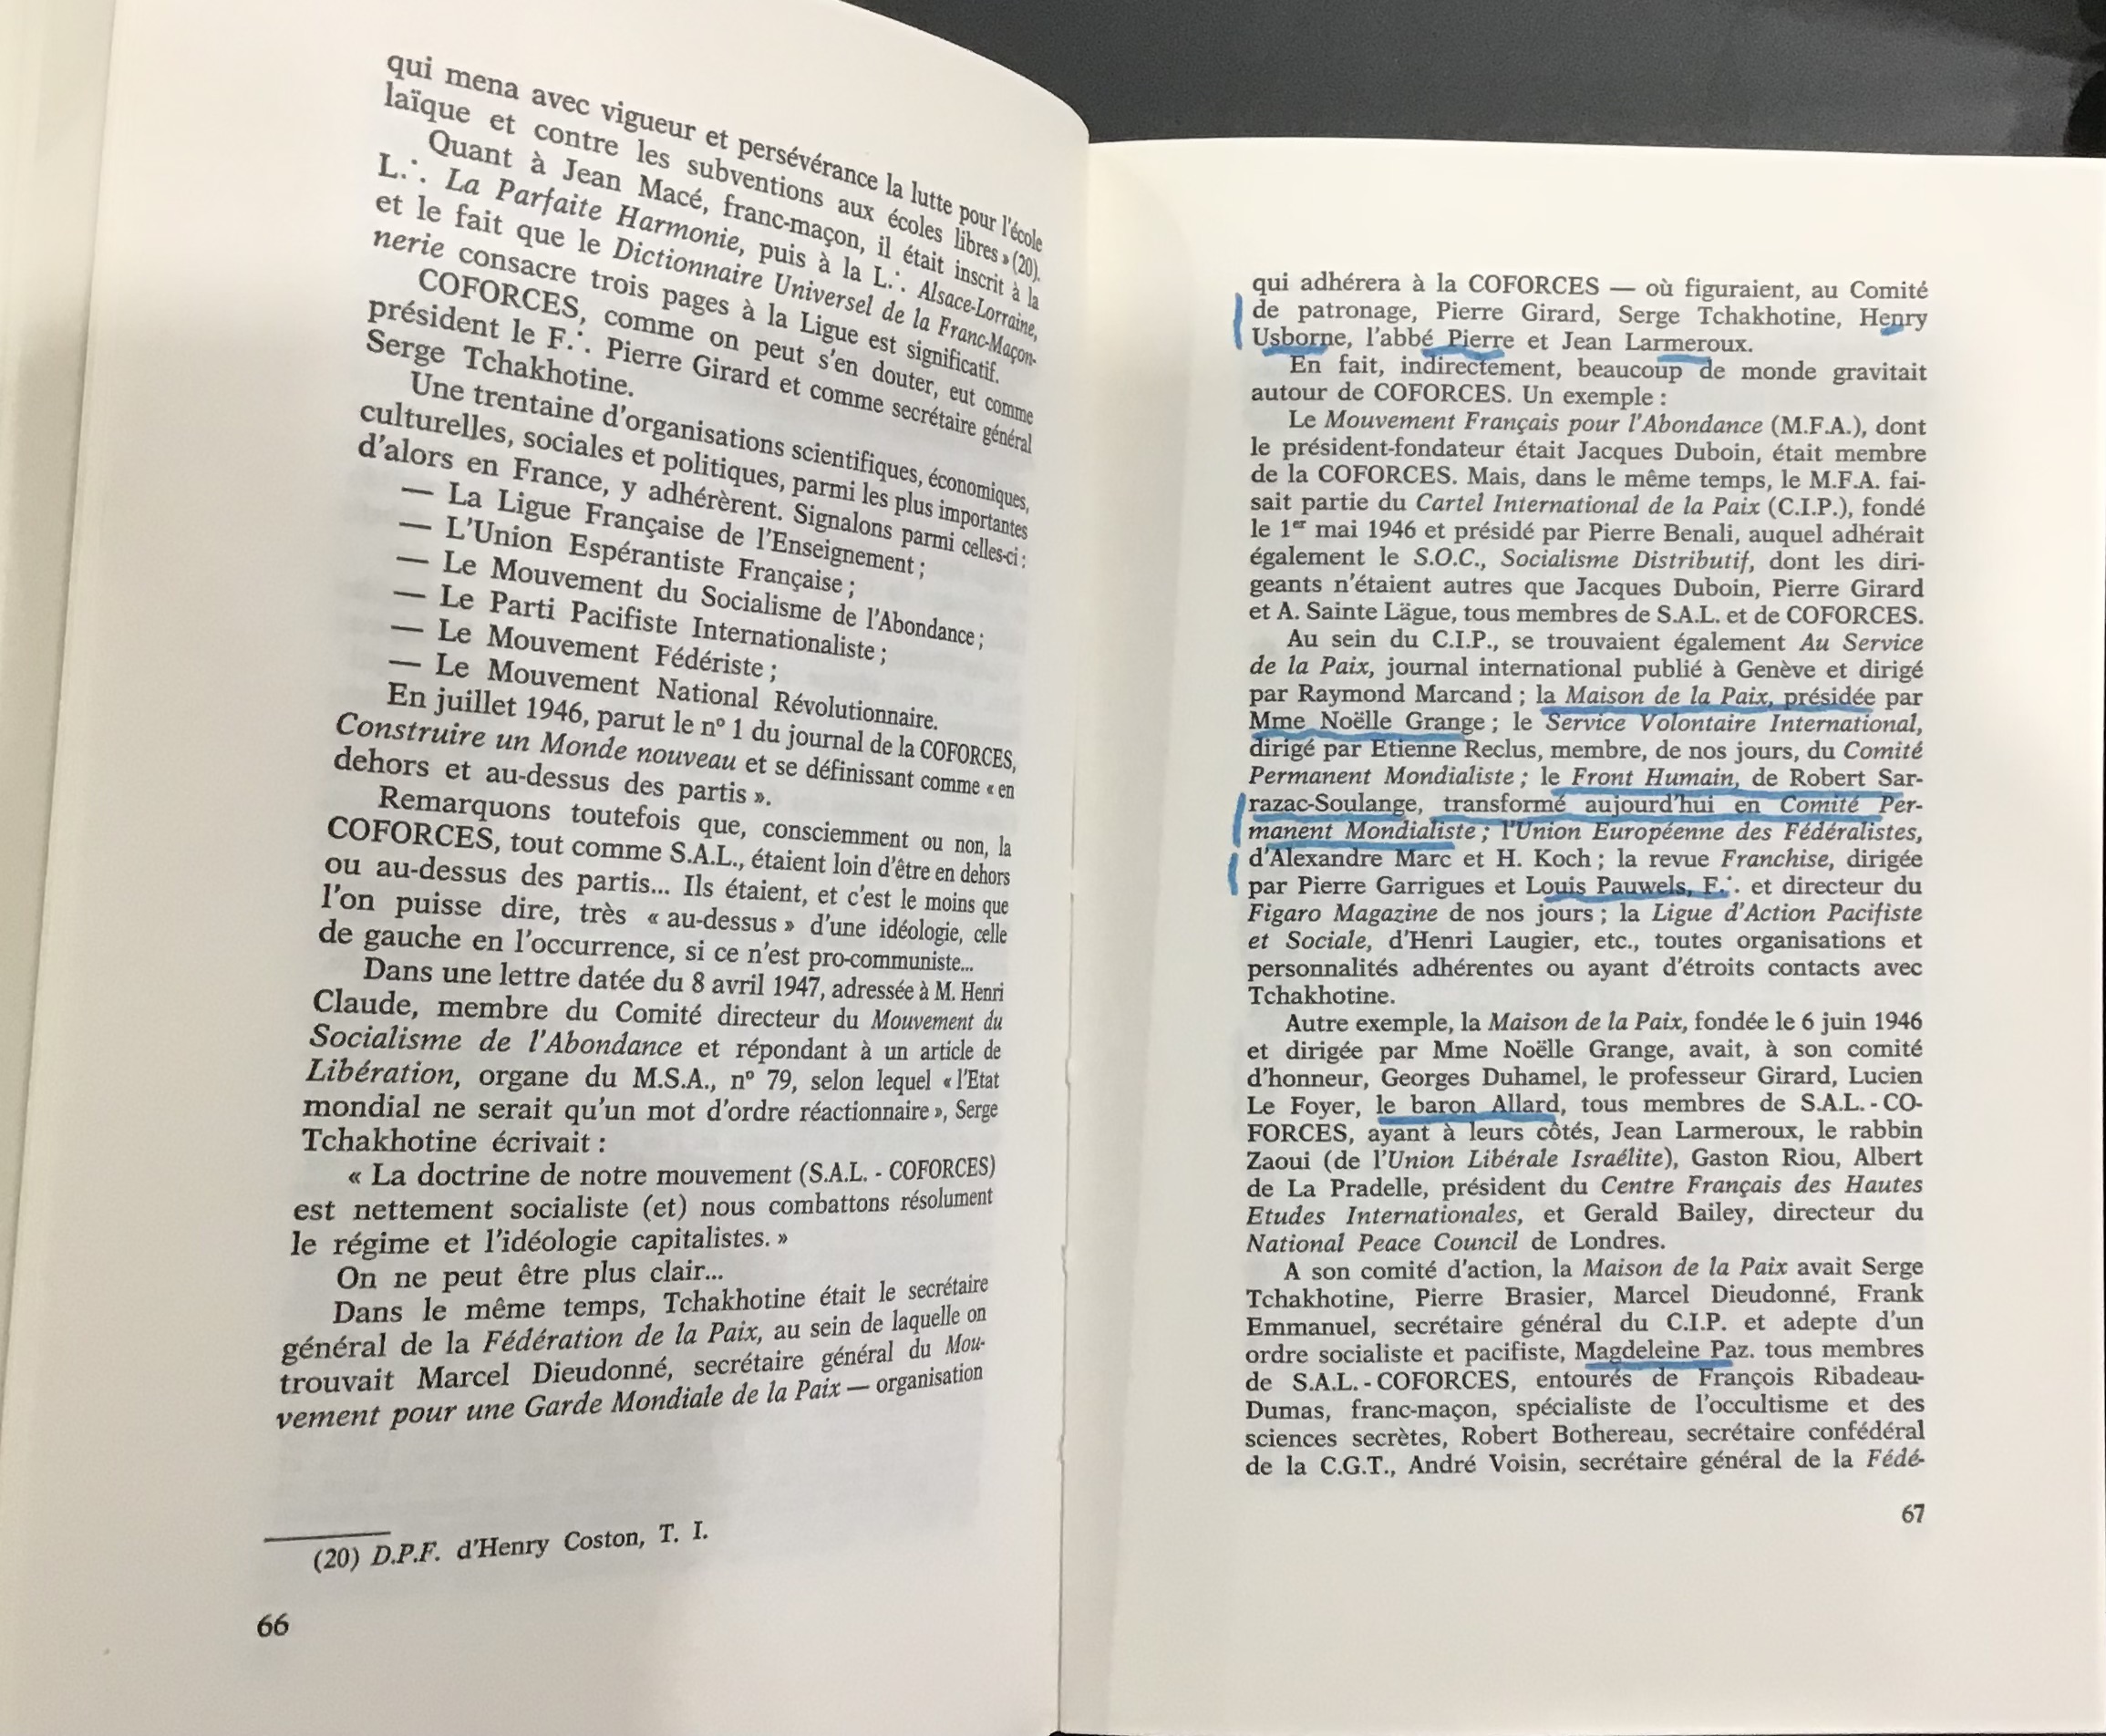 qui mena avec vigueur et persévérance la lutte pour l'école
laïque et contre les subventions aux écoles libres » (20).
Quant à Jean Macé, franc-maçon, il était inscrit à la
L∴ La Parfaite Harmonie, puis à la L∴ Alsace-Lorraine,
et le fait que le Dictionnaire Universel de la Franc-Maçon-
nerie consacre trois pages à la Ligue est significatif.
COFORCES, comme on peut s'en douter, eut comme
président le F∴ Pierre Girard et comme secrétaire général
Serge Tchakhotine.
Une trentaine d'organisations scientifiques, économiques,
culturelles, sociales et politiques, parmi les plus importantes
d'alors en France, y adhérèrent. Signalons parmi celles-ci :
— La Ligue Française de l'Enseignement ;
— L'Union Espérantiste Française ;
— Le Mouvement du Socialisme de l'Abondance ;
— Le Parti Pacifiste Internationaliste ;
— Le Mouvement Fédériste ;
— Le Mouvement National Révolutionnaire.
En juillet 1946, parut le n° 1 du journal de la COFORCES,
Construire un Monde nouveau et se définissant comme « en
dehors et au-dessus des partis ».
Remarquons toutefois que, consciemment ou non, la
COFORCES, tout comme S.A.L., étaient loin d'être en dehors
ou au-dessus des partis... Ils étaient, et c'est le moins que
l'on puisse dire, très « au-dessus » d'une idéologie, celle
de gauche en l'occurrence, si ce n'est pro-communiste...
Dans une lettre datée du 8 avril 1947, adressée à M. Henri
Claude, membre du Comité directeur du Mouvement du
Socialisme de l'Abondance et répondant à un article de
Libération, organe du M.S.A., n° 79, selon lequel « l'Etat
mondial ne serait qu'un mot d'ordre réactionnaire », Serge
Tchakhotine écrivait :
« La doctrine de notre mouvement (S.A.L. - COFORCES)
est nettement socialiste (et) nous combattons résolument
le régime et l'idéologie capitalistes. »
On ne peut être plus clair...
Dans le même temps, Tchakhotine était le secrétaire
général de la Fédération de la Paix, au sein de laquelle on
trouvait Marcel Dieudonné, secrétaire général du Mou-
vement pour une Garde Mondiale de la Paix — organisation
(20) D.P.F. d'Henry Coston, T. I.
66
qui adhérera à la COFORCES — où figuraient, au Comité
de patronage, Pierre Girard, Serge Tchakhotine, Henry
Usborne, l'abbé Pierre et Jean Larmeroux.
En fait, indirectement, beaucoup de monde gravitait
autour de COFORCES. Un exemple :
Le Mouvement Français pour l'Abondance (M.F.A.), dont
le président-fondateur était Jacques Duboin, était membre
de la COFORCES. Mais, dans le même temps, le M.F.A. fai-
sait partie du Cartel International de la Paix (C.I.P.), fondé
le 1er mai 1946 et présidé par Pierre Benali, auquel adhérait
également le S.O.C., Socialisme Distributif, dont les diri-
geants n'étaient autres que Jacques Duboin, Pierre Girard
et A. Sainte Lägue, tous membres de S.A.L. et de COFORCES.
Au sein du C.I.P., se trouvaient également Au Service
de la Paix, journal international publié à Genève et dirigé
par Raymond Marcand ; la Maison de la Paix, présidée par
Mme Noëlle Grange ; le Service Volontaire International,
dirigé par Etienne Reclus, membre, de nos jours, du Comité
Permanent Mondialiste ; le Front Humain, de Robert Sar-
razac-Soulange, transformé aujourd'hui en Comité Per-
manent Mondialiste ; l'Union Européenne des Fédéralistes,
d'Alexandre Marc et H. Koch ; la revue Franchise, dirigée
par Pierre Garrigues et Louis Pauwels, F∴ et directeur du
Figaro Magazine de nos jours ; la Ligue d'Action Pacifiste
et Sociale, d'Henri Laugier, etc., toutes organisations et
personnalités adhérentes ou ayant d'étroits contacts avec
Tchakhotine.
Autre exemple, la Maison de la Paix, fondée le 6 juin 1946
et dirigée par Mme Noëlle Grange, avait, à son comité
d'honneur, Georges Duhamel, le professeur Girard, Lucien
Le Foyer, le baron Allard, tous membres de S.A.L. - CO-
FORCES, ayant à leurs côtés, Jean Larmeroux, le rabbin
Zaoui (de l'Union Libérale Israélite), Gaston Riou, Albert
de La Pradelle, président du Centre Français des Hautes
Etudes Internationales, et Gerald Bailey, directeur du
National Peace Council de Londres.
A son comité d'action, la Maison de la Paix avait Serge
Tchakhotine, Pierre Brasier, Marcel Dieudonné, Frank
Emmanuel, secrétaire général du C.I.P. et adepte d'un
ordre socialiste et pacifiste, Magdeleine Paz. tous membres
de S.A.L. - COFORCES, entourés de François Ribadeau-
Dumas, franc-maçon, spécialiste de l'occultisme et des
sciences secrètes, Robert Bothereau, secrétaire confédéral
de la C.G.T., André Voisin, secrétaire général de la Fédé-
67